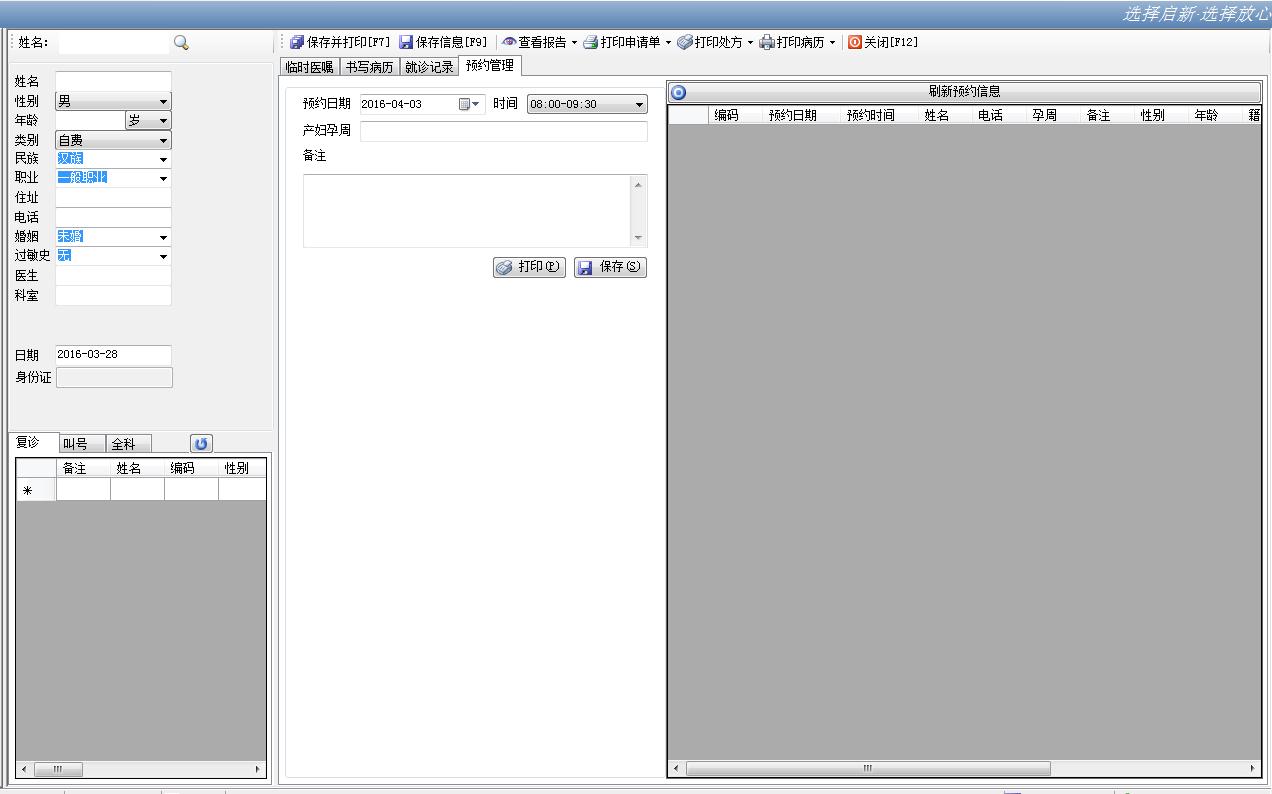 选择启新·选择放心
姓名:
保存并打印[F7] 保存信息[F9] 查看报告 打印申请单 打印处方 打印病历 关闭[F12]
临时医嘱 书写病历 就诊记录 预约管理
姓名
性别 男
年龄 岁
类别 自费
民族 汉族
职业 一般职业
住址
电话
婚姻 未婚
过敏史 无
医生
科室
日期 2016-03-28
身份证
复诊 叫号 全科
备注 姓名 编码 性别
预约日期 2016-04-03 时间 08:00-09:30
产妇孕周
备注
打印(P) 保存(S)
刷新预约信息
编码 预约日期 预约时间 姓名 电话 孕周 备注 性别 年龄 籍